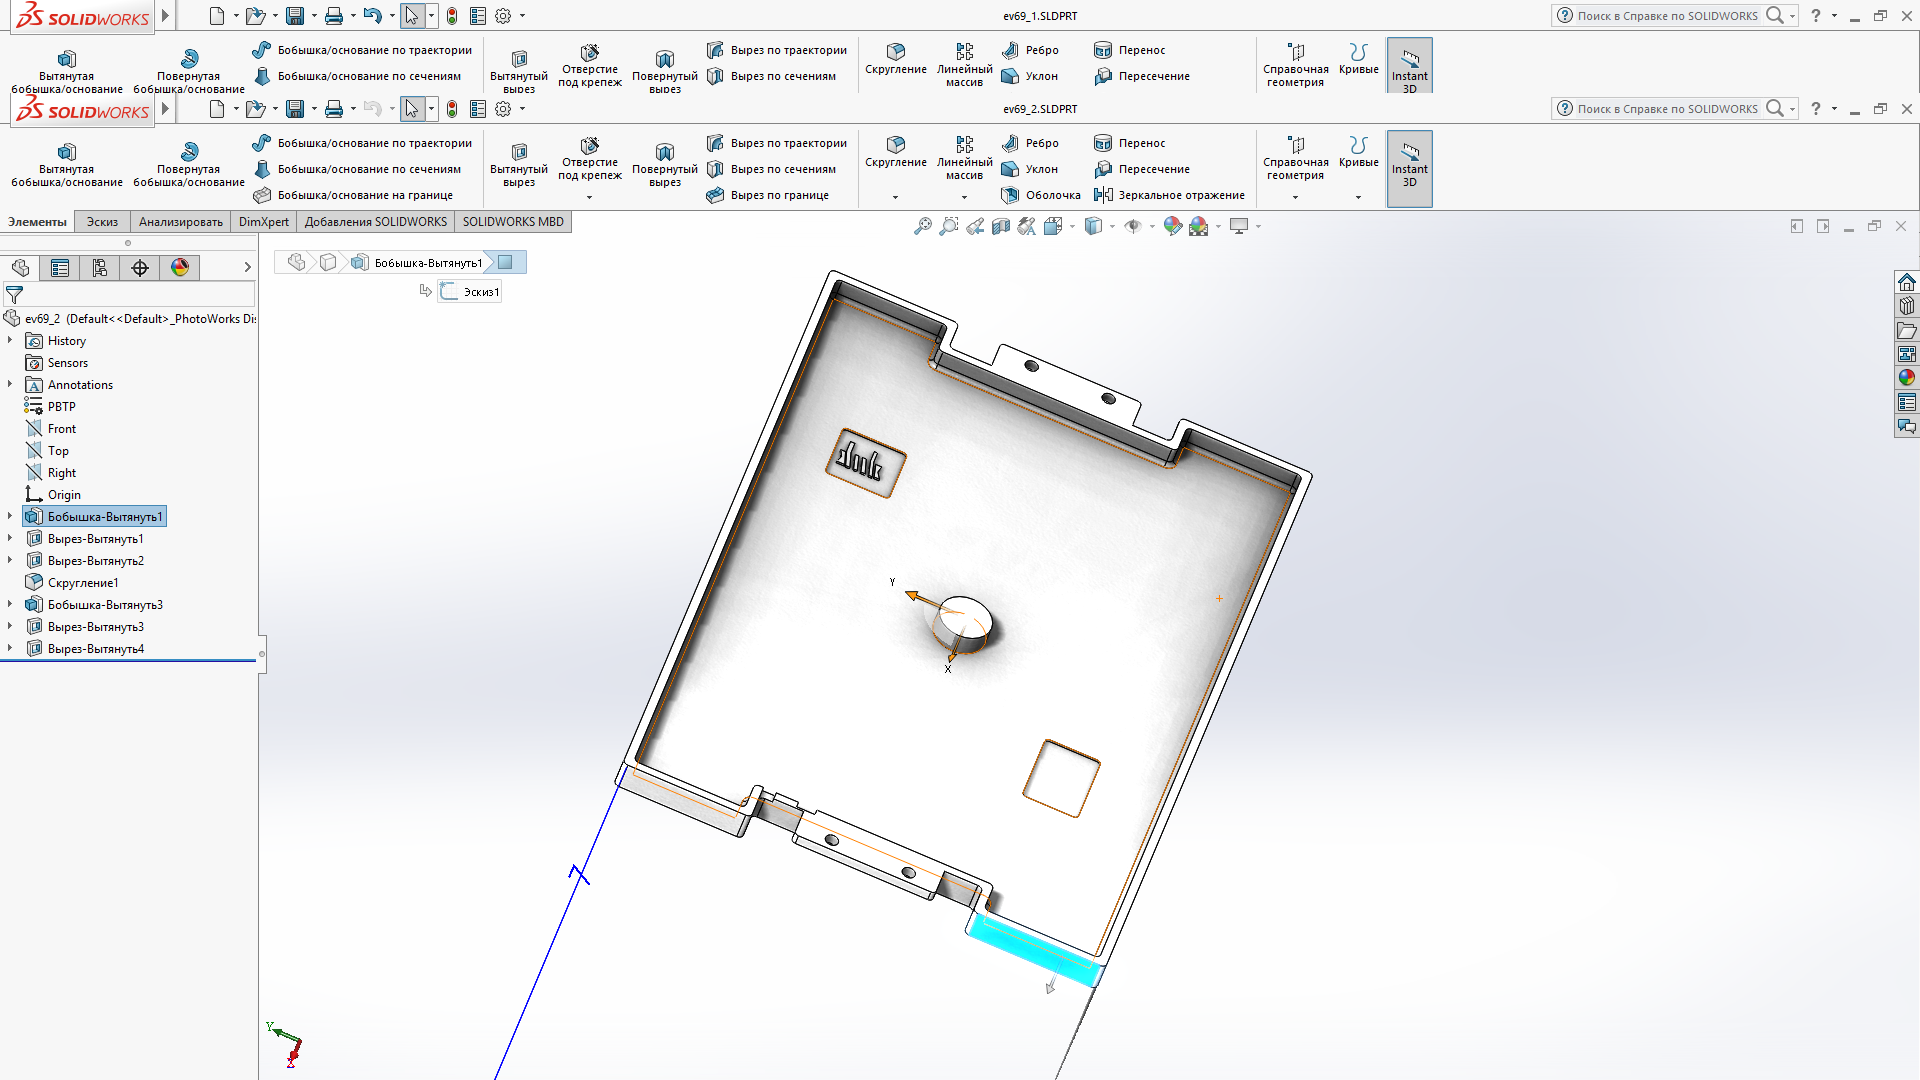 SOLIDWORKS
ev69_1.SLDPRT
Поиск в Справке по SOLIDWORKS
?
Вытянутая бобышка/основание
Повернутая бобышка/основание
Бобышка/основание по траектории
Бобышка/основание по сечениям
Вытянутый вырез
Отверстие под крепеж
Повернутый вырез
Вырез по траектории
Вырез по сечениям
Скругление
Линейный массив
Ребро
Уклон
Перенос
Пересечение
Справочная геометрия
Кривые
Instant 3D
SOLIDWORKS
ev69_2.SLDPRT
Поиск в Справке по SOLIDWORKS
?
Вытянутая бобышка/основание
Повернутая бобышка/основание
Бобышка/основание по траектории
Бобышка/основание по сечениям
Бобышка/основание на границе
Вытянутый вырез
Отверстие под крепеж
Повернутый вырез
Вырез по траектории
Вырез по сечениям
Вырез по границе
Скругление
Линейный массив
Ребро
Уклон
Оболочка
Перенос
Пересечение
Зеркальное отражение
Справочная геометрия
Кривые
Instant 3D
Элементы
Эскиз
Анализировать
DimXpert
Добавления SOLIDWORKS
SOLIDWORKS MBD
Бобышка-Вытянуть1
Эскиз1
ev69_2 (Default<<Default>_PhotoWorks Di
History
Sensors
Annotations
PBTP
Front
Top
Right
Origin
Бобышка-Вытянуть1
Вырез-Вытянуть1
Вырез-Вытянуть2
Скругление1
Бобышка-Вытянуть3
Вырез-Вытянуть3
Вырез-Вытянуть4
Y
X
Y
X